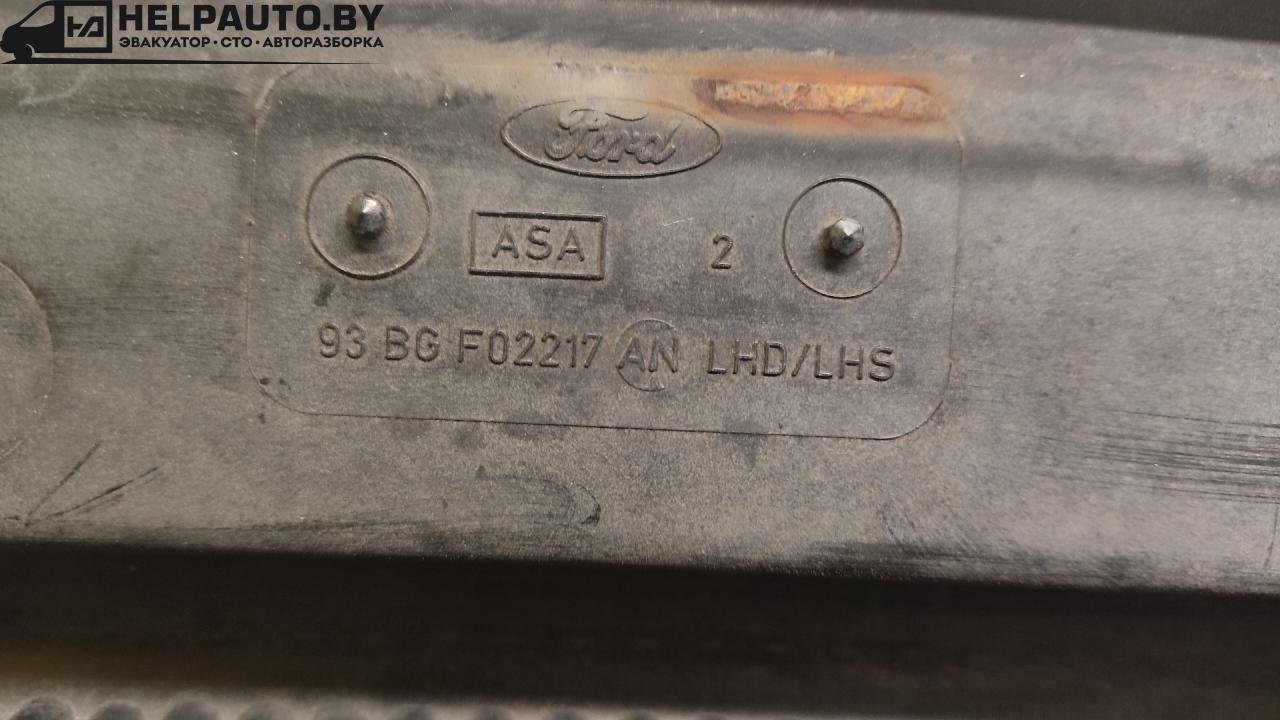 HELPAUTO.BY
ЭВАКУАТОР·СТО·АВТОРАЗБОРКА
Ford
ASA 2
93 BG F02217 AN LHD/LHS